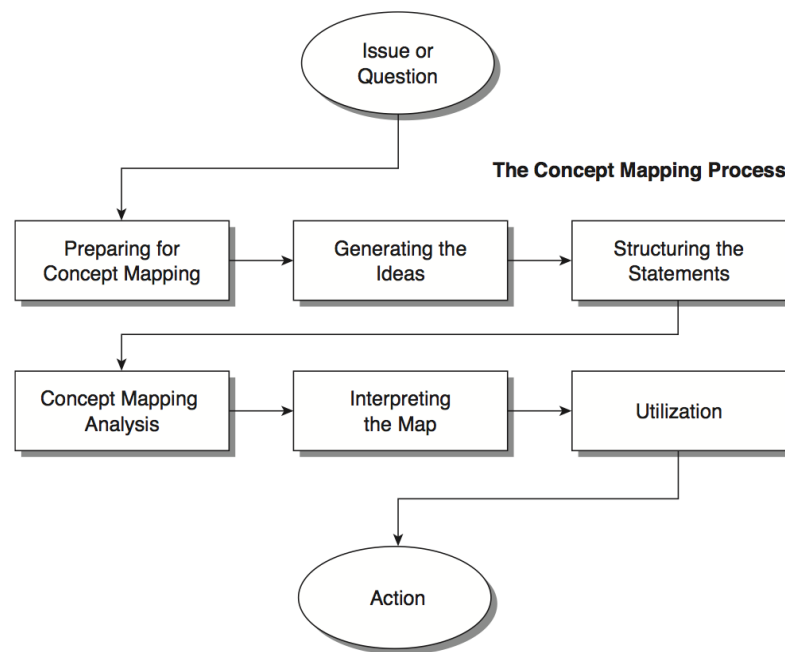 Issue or
Question
The Concept Mapping Process
Preparing for
Concept Mapping
Generating the
Ideas
Structuring the
Statements
Concept Mapping
Analysis
Interpreting
the Map
Utilization
Action